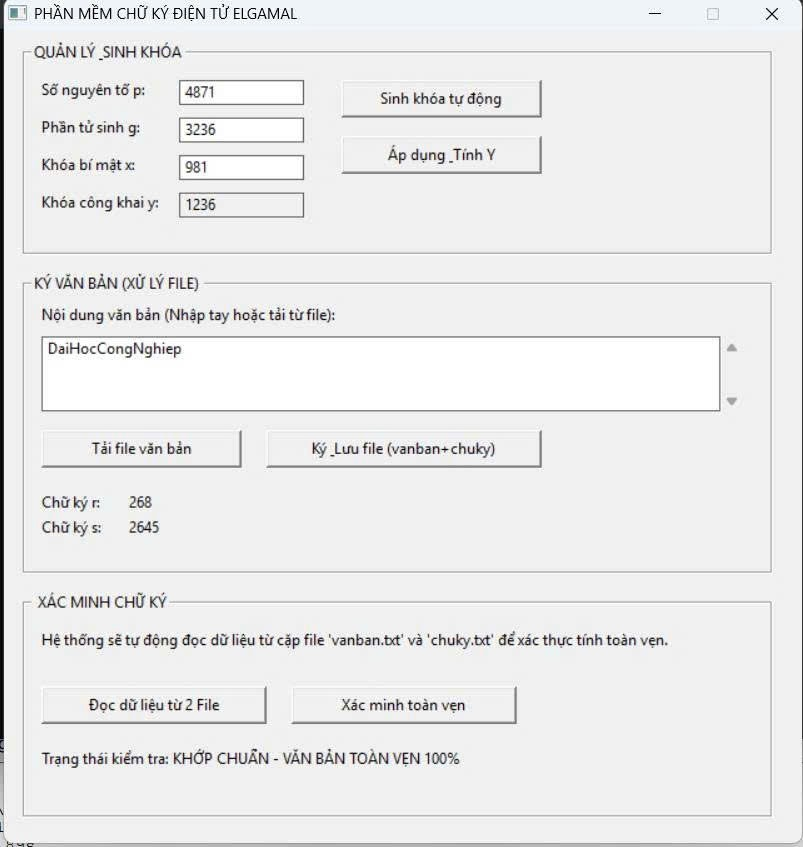 PHẦN MỀM CHỮ KÝ ĐIỆN TỬ ELGAMAL
QUẢN LÝ _SINH KHÓA
Số nguyên tố p: 4871
Sinh khóa tự động
Phần tử sinh g: 3236
Áp dụng _Tính Y
Khóa bí mật x: 981
Khóa công khai y: 1236
KÝ VĂN BẢN (XỬ LÝ FILE)
Nội dung văn bản (Nhập tay hoặc tải từ file):
DaiHocCongNghiep
Tải file văn bản Ký _Lưu file (vanban+chuky)
Chữ ký r: 268
Chữ ký s: 2645
XÁC MINH CHỮ KÝ
Hệ thống sẽ tự động đọc dữ liệu từ cặp file 'vanban.txt' và 'chuky.txt' để xác thực tính toàn vẹn.
Đọc dữ liệu từ 2 File Xác minh toàn vẹn
Trạng thái kiểm tra: KHỚP CHUẨN - VĂN BẢN TOÀN VẸN 100%